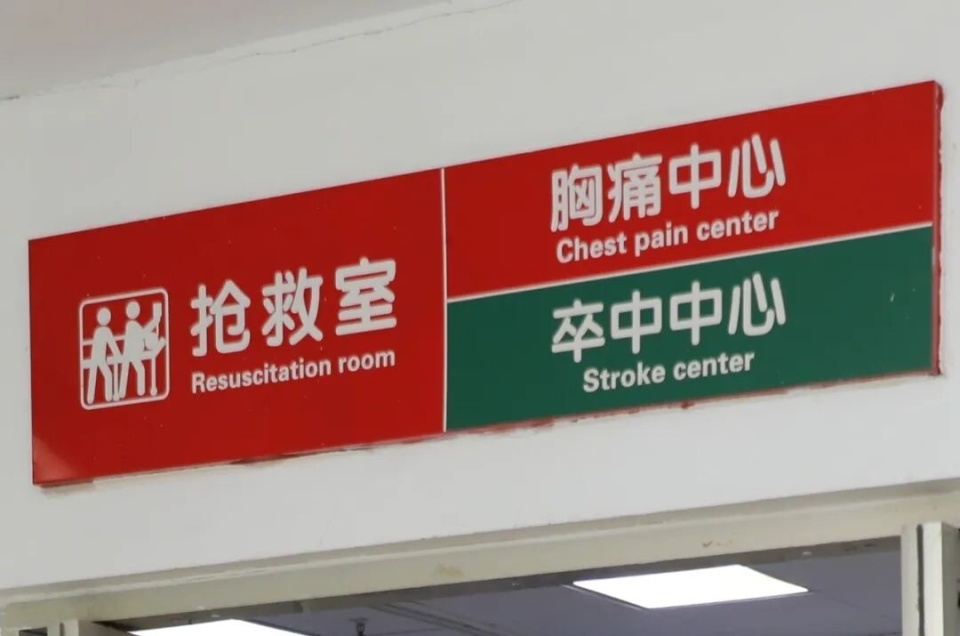 抢救室
Resuscitation room
胸痛中心
Chest pain center
卒中中心
Stroke center